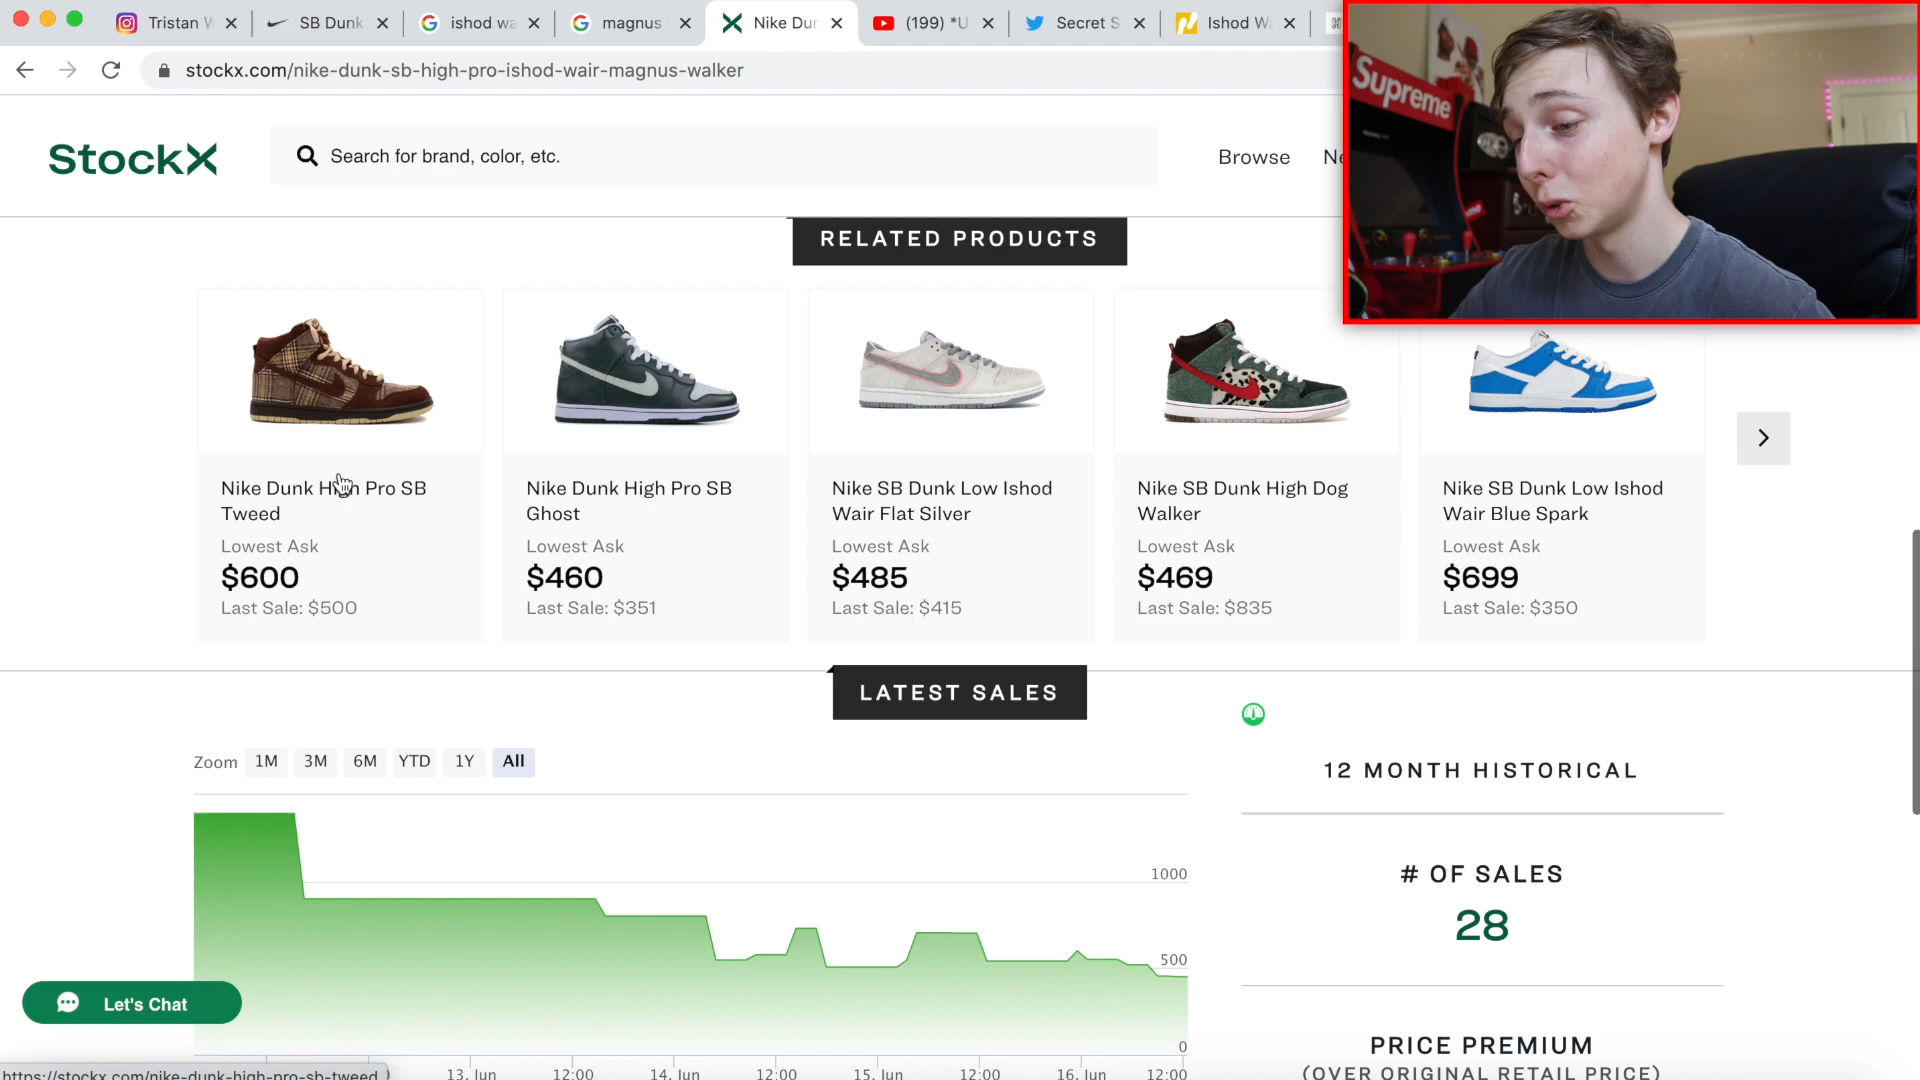 Tristan W
SB Dunk
ishod wa
magnus
Nike Dun
(199) *U
Secret S
Ishod Wa
stockx.com/nike-dunk-sb-high-pro-ishod-wair-magnus-walker
StockX
Search for brand, color, etc.
Browse
Ne
Supreme
RELATED PRODUCTS
Nike Dunk High Pro SB
Tweed
Lowest Ask
$600
Last Sale: $500
Nike Dunk High Pro SB
Ghost
Lowest Ask
$460
Last Sale: $351
Nike SB Dunk Low Ishod
Wair Flat Silver
Lowest Ask
$485
Last Sale: $415
Nike SB Dunk High Dog
Walker
Lowest Ask
$469
Last Sale: $835
Nike SB Dunk Low Ishod
Wair Blue Spark
Lowest Ask
$699
Last Sale: $350
LATEST SALES
Zoom 1M 3M 6M YTD 1Y All
1000
500
0
13. Jun 12:00 14. Jun 12:00 15. Jun 12:00 16. Jun 12:00
12 MONTH HISTORICAL
# OF SALES
28
PRICE PREMIUM
(OVER ORIGINAL RETAIL PRICE)
Let's Chat
https://stockx.com/nike-dunk-high-pro-sb-tweed